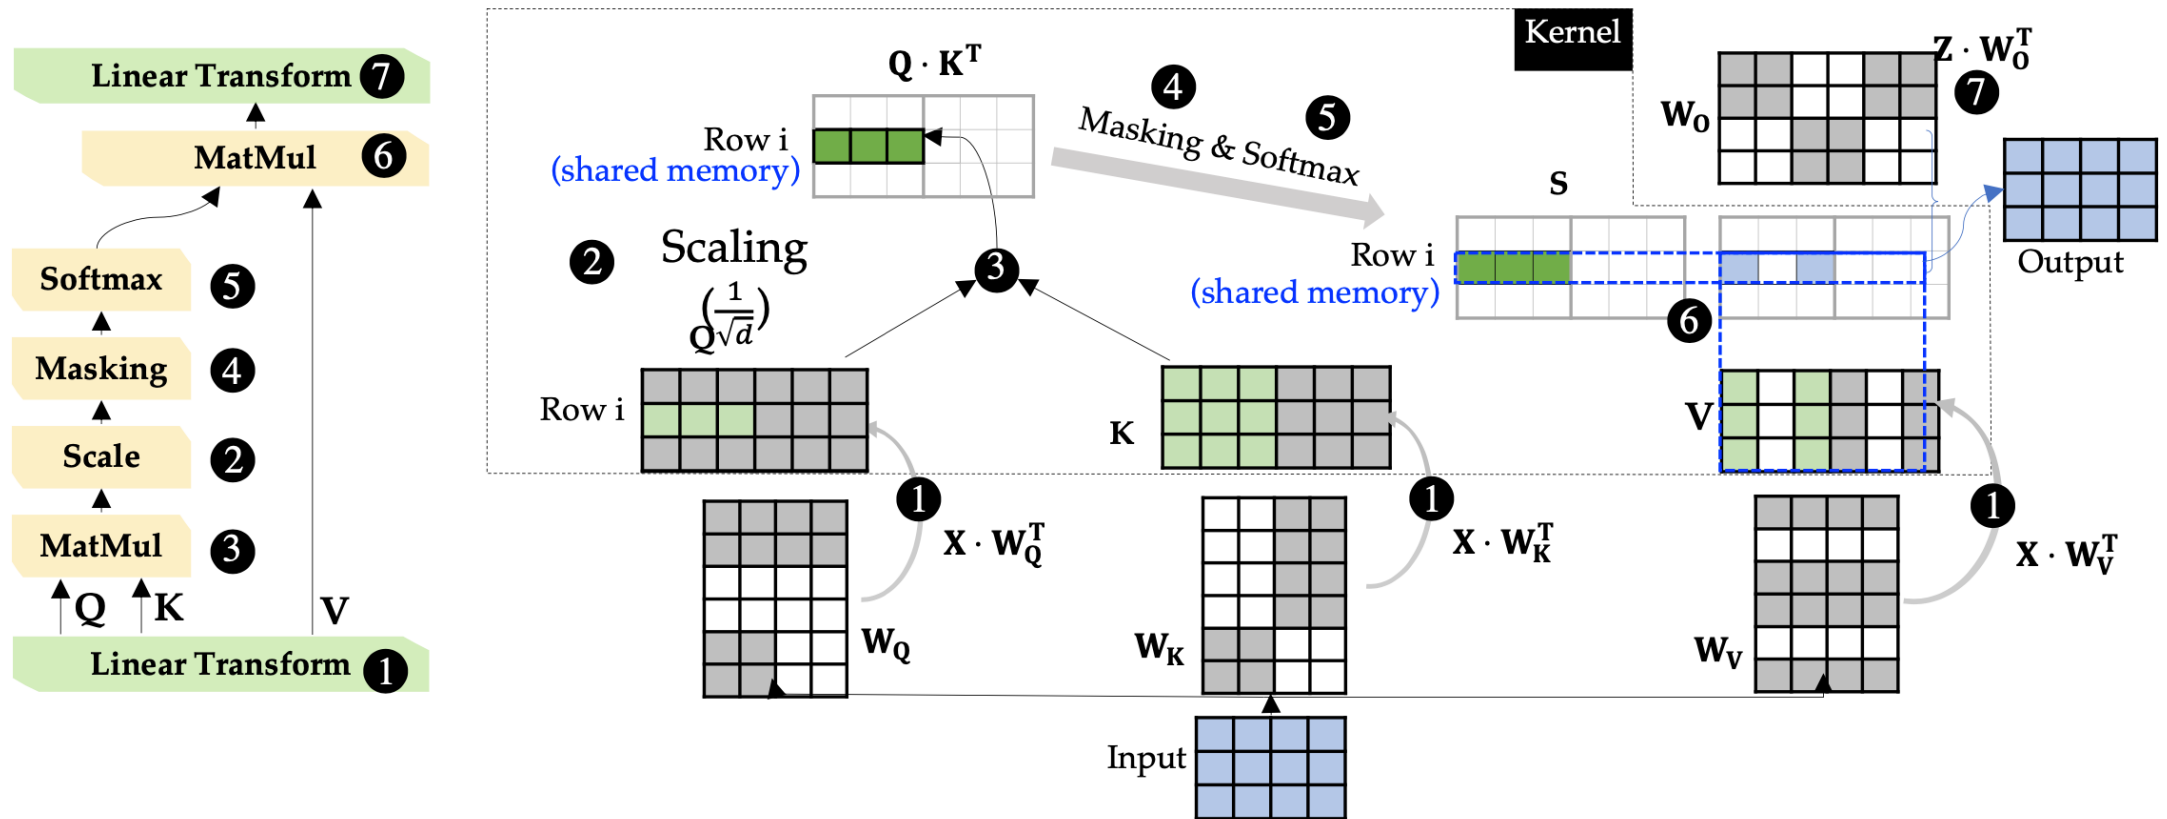 Linear Transform 7
MatMul 6
Softmax 5
Masking 4
Scale 2
MatMul 3
Q K V
Linear Transform 1
Kernel
Q · K^T
Row i
(shared memory)
4 5
Masking & Softmax
2 Scaling
(1/√d)
Q
3
Row i
K
S
Row i
(shared memory)
6
V
W_O
Z · W_O^T
7
Output
1
X · W_Q^T
W_Q
1
X · W_K^T
W_K
1
X · W_V^T
W_V
Input